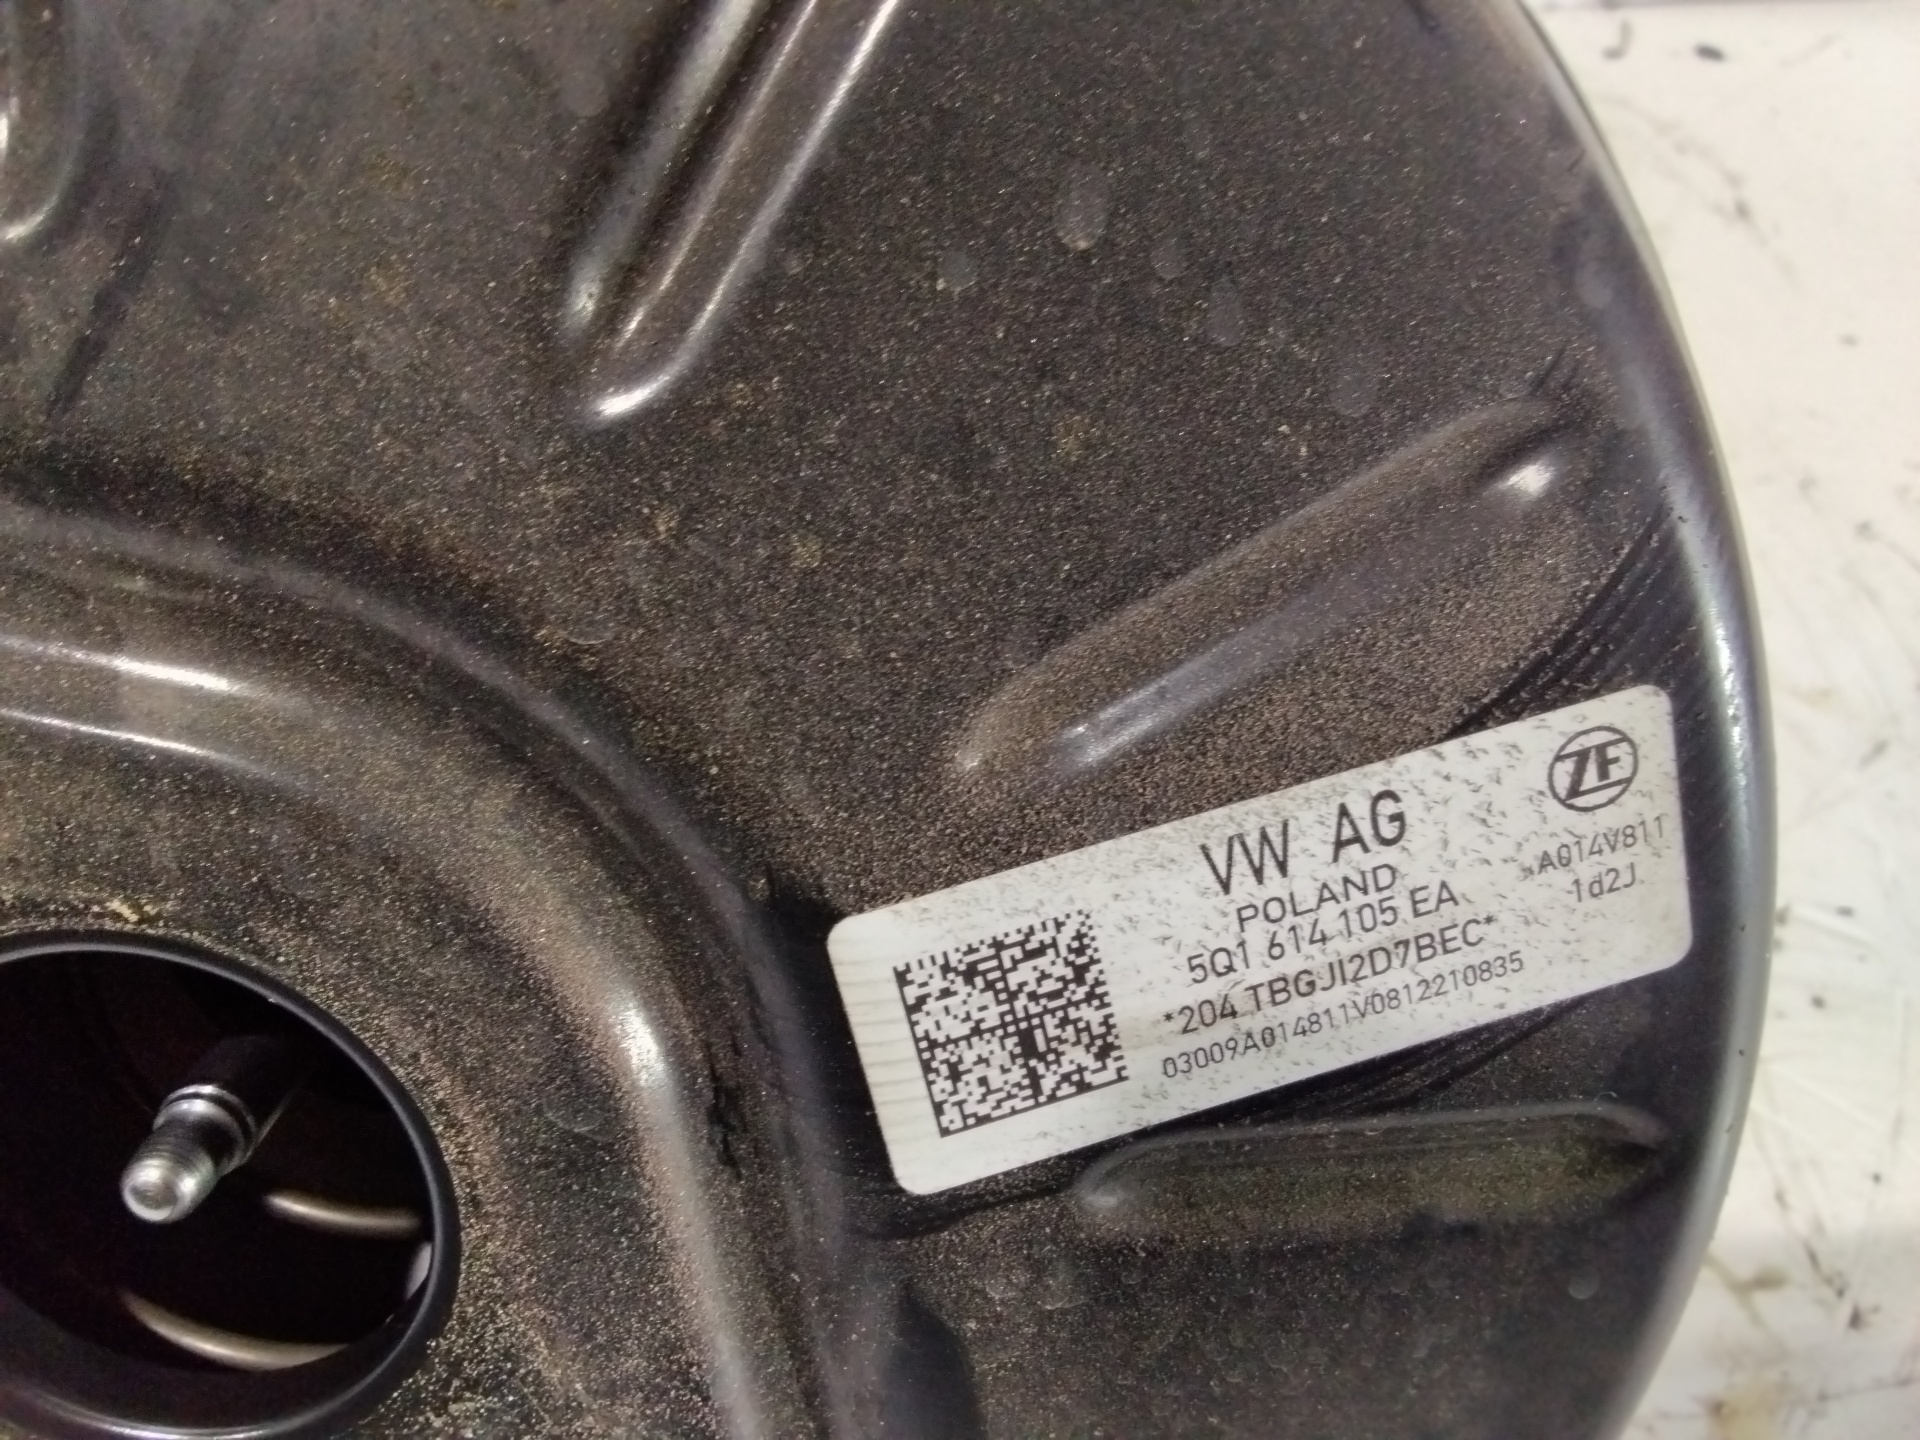 VW AG
ZF
POLAND
A014V811
5Q1 614 105 EA
1d2J
*204 TBGJI2D7BEC*
03009A014811V0812210835